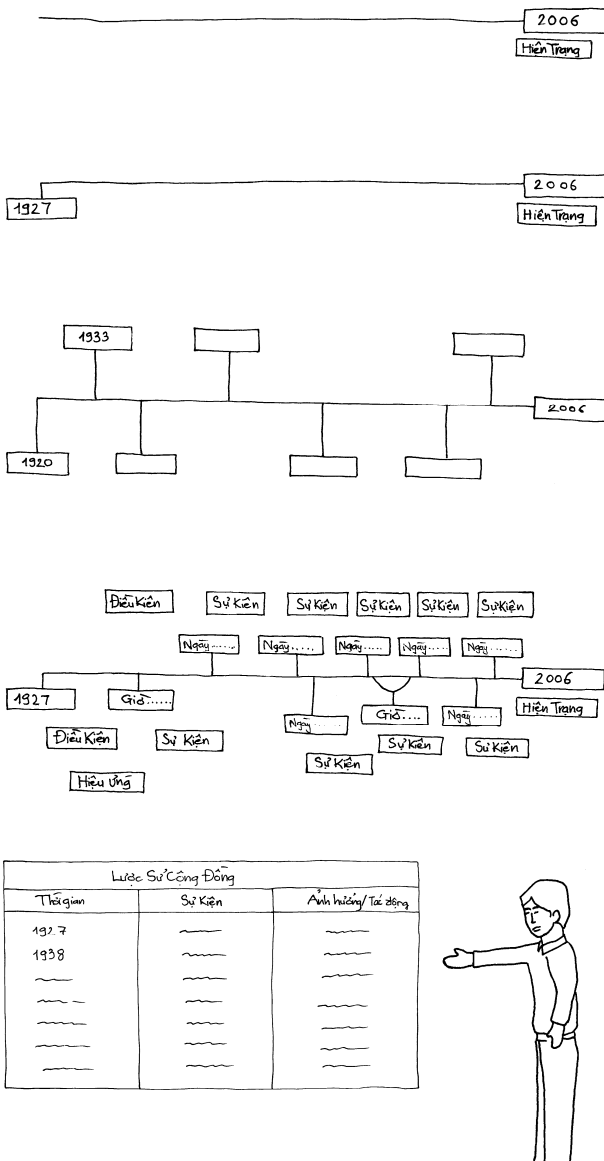 2006
Hiện Trạng
2006
1927
Hiện Trạng
1933
2006
1920
Điều Kiện Sự Kiện Sự Kiện Sự Kiện Sự Kiện Sự Kiện
Ngày...... Ngày..... Ngày..... Ngày..... Ngày......
2006
1927 Giờ...... Ngày...... Giờ.... Ngày...... Hiện Trạng
Điều Kiện Sự Kiện Sự Kiện Sự Kiện Sự Kiện
Hiệu Ứng
Lược Sử Cộng Đồng
Thời gian Sự Kiện Ảnh hưởng/Tác động
1927
1938